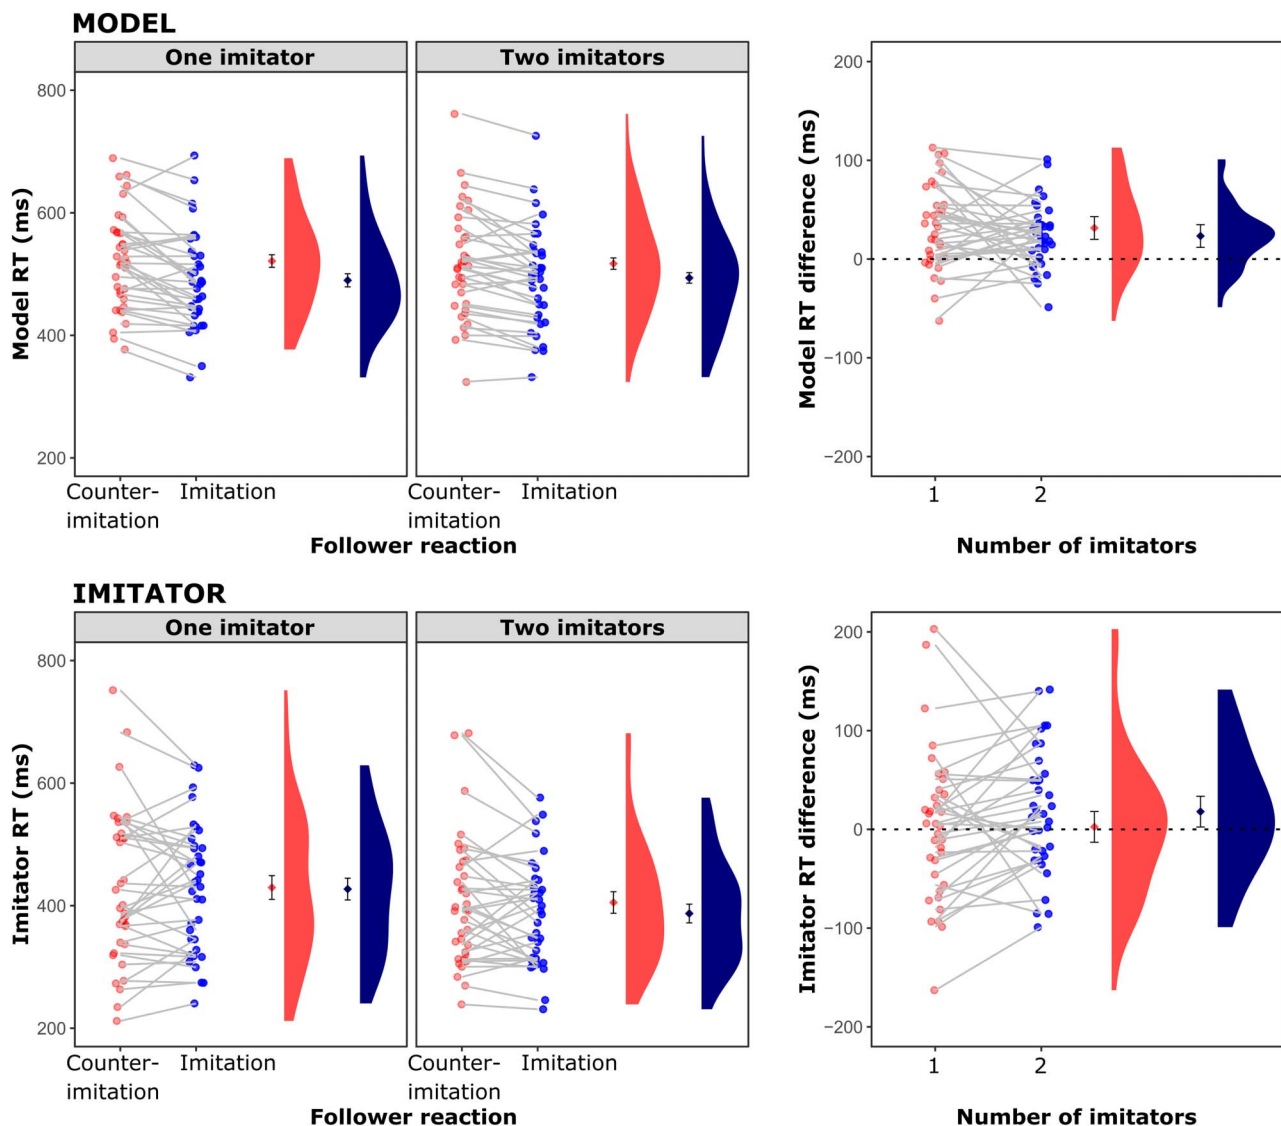 MODEL
One imitator
Two imitators
Model RT (ms)
800
600
400
200
Counter-
imitation
Imitation
Counter-
imitation
Imitation
Follower reaction
Model RT difference (ms)
200
100
0
−100
−200
1
2
Number of imitators
IMITATOR
One imitator
Two imitators
Imitator RT (ms)
800
600
400
200
Counter-
imitation
Imitation
Counter-
imitation
Imitation
Follower reaction
Imitator RT difference (ms)
200
100
0
−100
−200
1
2
Number of imitators